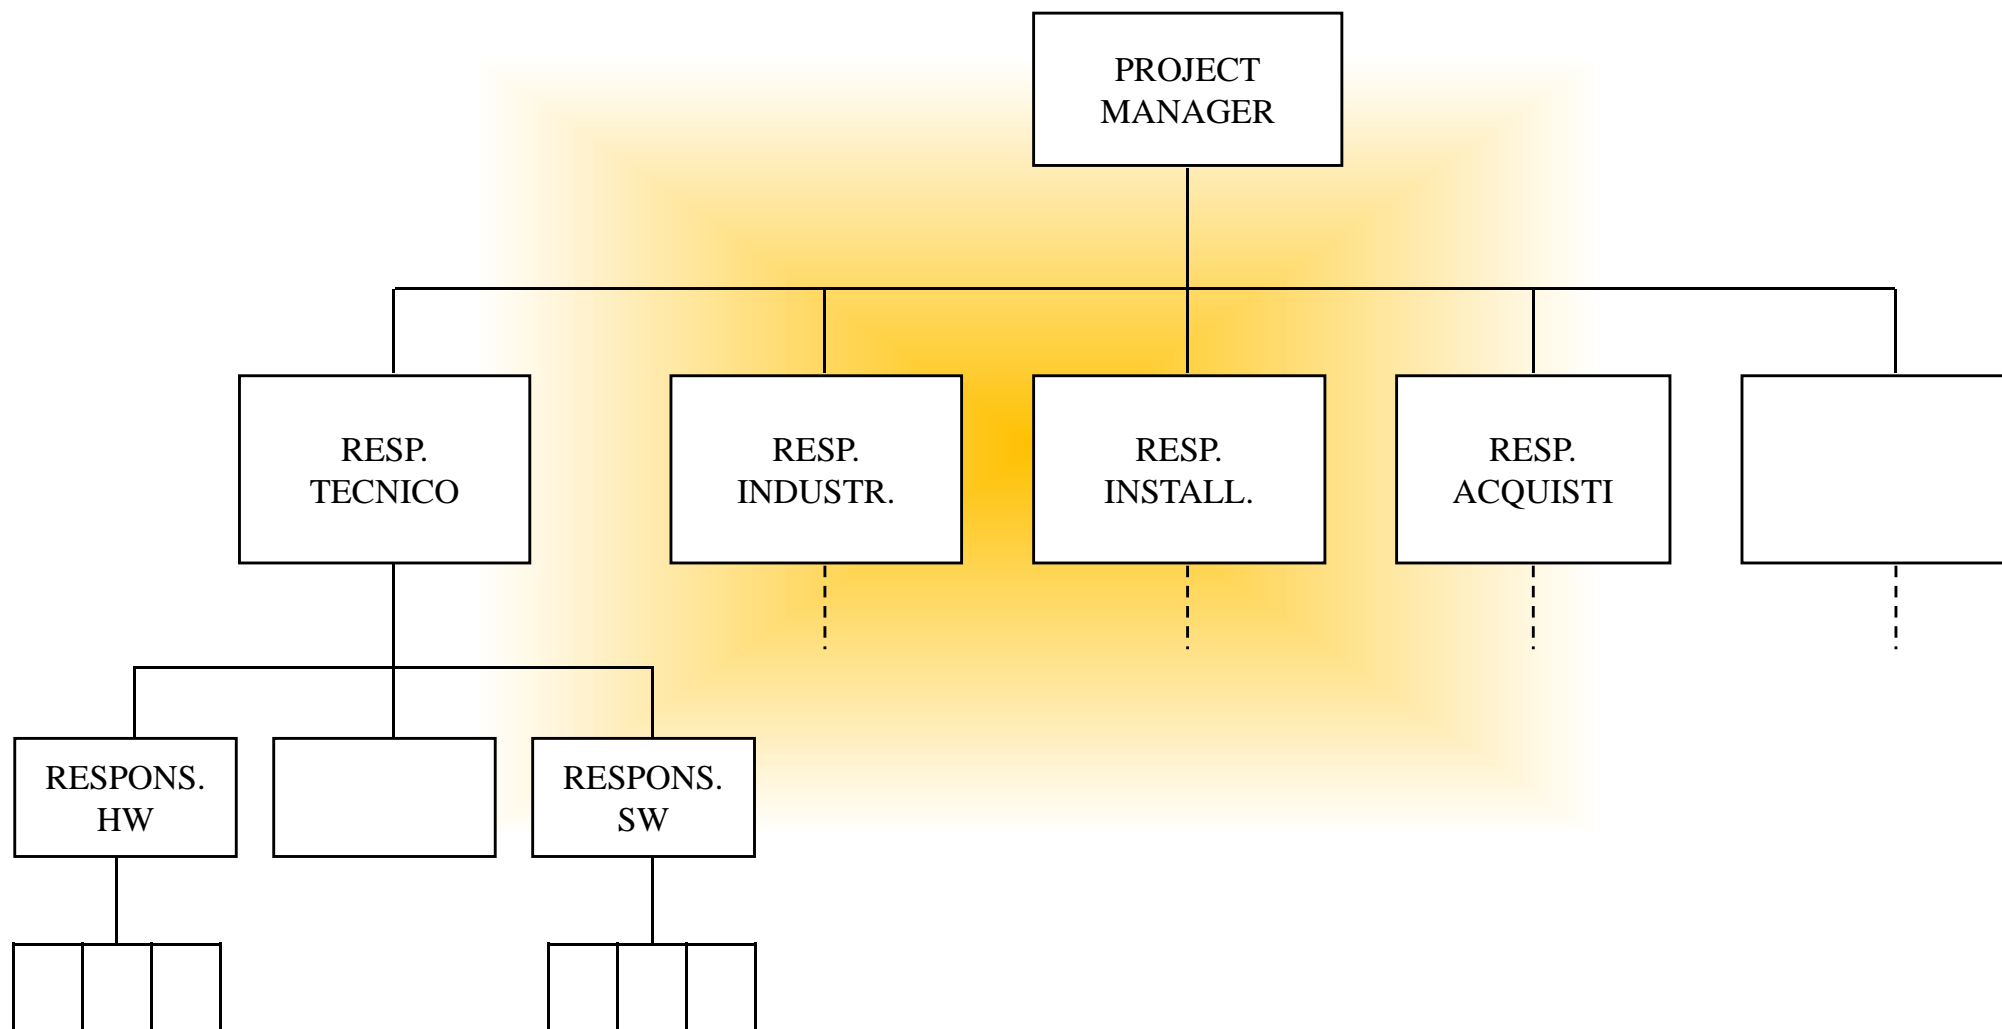 PROJECT
MANAGER
RESP.
TECNICO
RESP.
INDUSTR.
RESP.
INSTALL.
RESP.
ACQUISTI
RESPONS.
HW
RESPONS.
SW